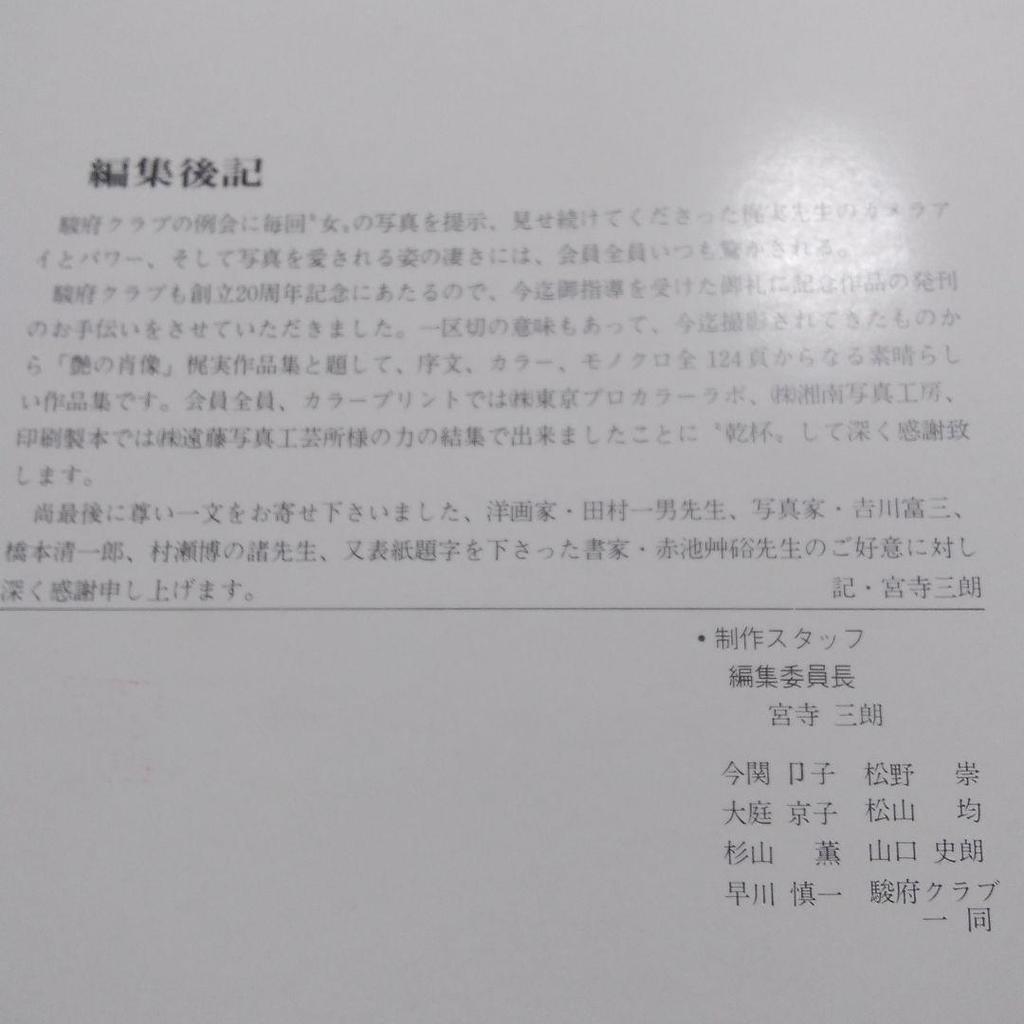 編集後記
駿府クラブの例会に毎回〝女〟の写真を提示、見せ続けてくださった梶実先生のカメラア
イとパワー、そして写真を愛される姿の凄さには、会員全員いつも驚かされる。
駿府クラブも創立20周年記念にあたるので、今迄御指導を受けた御礼に記念作品の発刊
のお手伝いをさせていただきました。一区切の意味もあって、今迄撮影されてきたものか
ら「艶の肖像」梶実作品集と題して、序文、カラー、モノクロ全 124頁からなる素晴らし
い作品集です。会員全員、カラープリントでは㈱東京プロカラーラボ、㈱湘南写真工房、
印刷製本では㈱遠藤写真工芸所様の力の結集で出来ましたことに〝乾杯〟して深く感謝致
します。
尚最後に尊い一文をお寄せ下さいました、洋画家・田村一男先生、写真家・吉川富三、
橋本清一郎、村瀬博の諸先生、又表紙題字を下さった書家・赤池艸硲先生のご好意に対し
深く感謝申し上げます。 記・宮寺三朗
・制作スタッフ
編集委員長
宮寺 三朗
今関 卩子 松野 崇
大庭 京子 松山 均
杉山 薫 山口 史朗
早川 慎一 駿府クラブ
一同